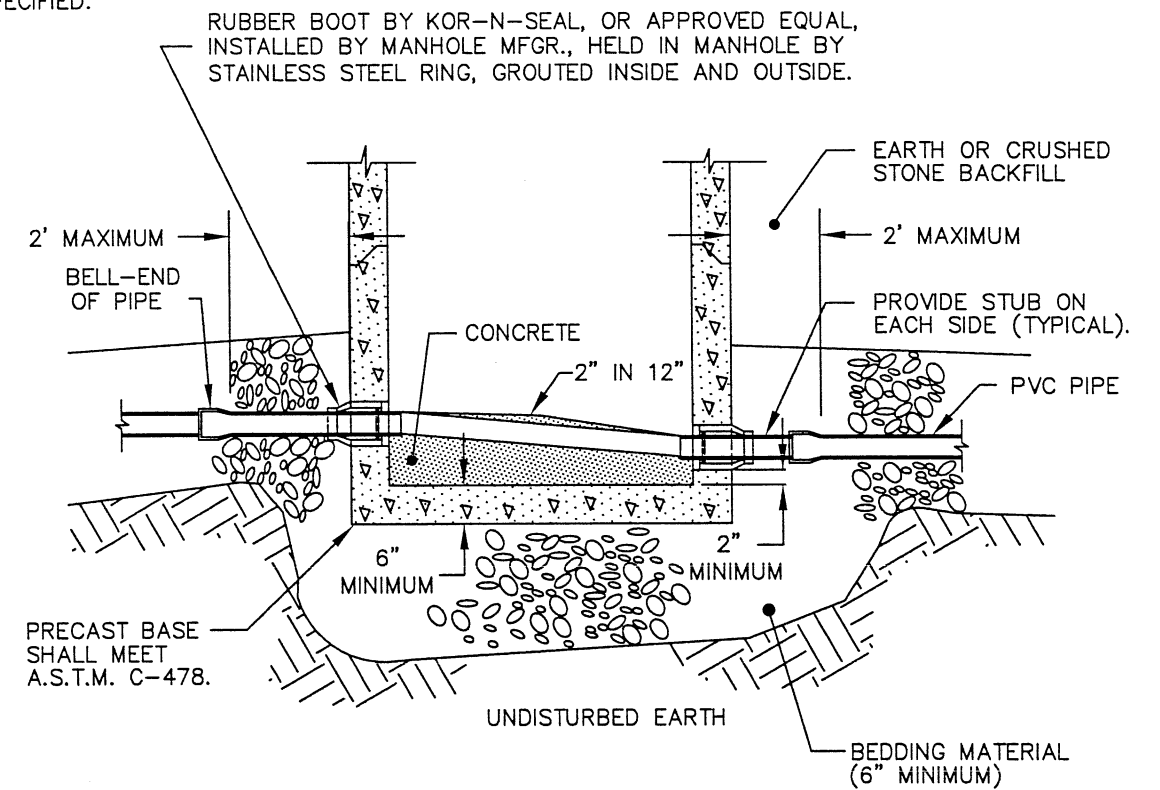 RUBBER BOOT BY KOR-N-SEAL, OR APPROVED EQUAL,
INSTALLED BY MANHOLE MFGR., HELD IN MANHOLE BY
STAINLESS STEEL RING, GROUTED INSIDE AND OUTSIDE.
EARTH OR CRUSHED
STONE BACKFILL
2' MAXIMUM
2' MAXIMUM
BELL-END
OF PIPE
CONCRETE
2" IN 12"
PROVIDE STUB ON
EACH SIDE (TYPICAL).
PVC PIPE
6"
MINIMUM
2"
MINIMUM
PRECAST BASE
SHALL MEET
A.S.T.M. C-478.
UNDISTURBED EARTH
BEDDING MATERIAL
(6" MINIMUM)